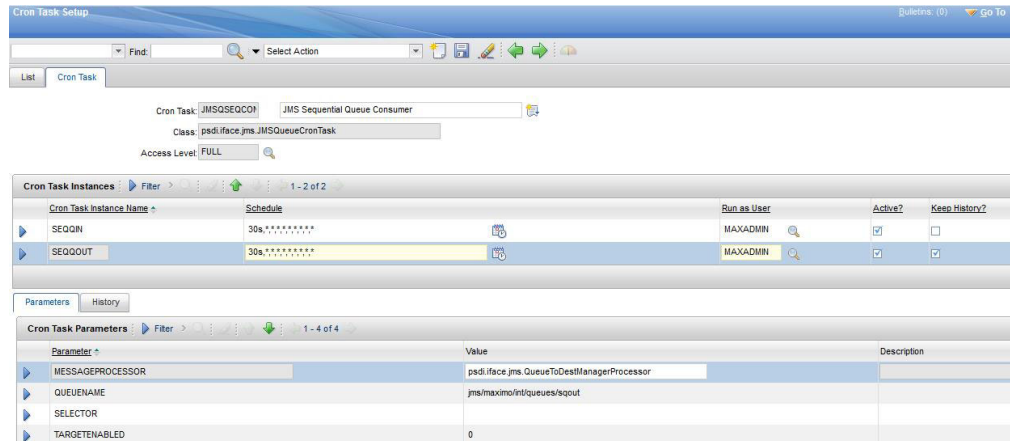 Cron Task Setup Bulletins: (0) Go To
Find: Select Action
List Cron Task
Cron Task: JMSQSEQCON JMS Sequential Queue Consumer
Class: psdi.iface.jms.JMSQueueCronTask
Access Level: FULL
Cron Task Instances Filter 1 - 2 of 2
Cron Task Instance Name Schedule Run as User Active? Keep History?
SEQQIN 30s,*,*,*,*,*,*,*,*,* MAXADMIN
SEQQOUT 30s,*,*,*,*,*,*,*,*,* MAXADMIN
Parameters History
Cron Task Parameters Filter 1 - 4 of 4
Parameter Value Description
MESSAGEPROCESSOR psdi.iface.jms.QueueToDestManagerProcessor
QUEUENAME jms/maximo/int/queues/sqout
SELECTOR
TARGETENABLED 0